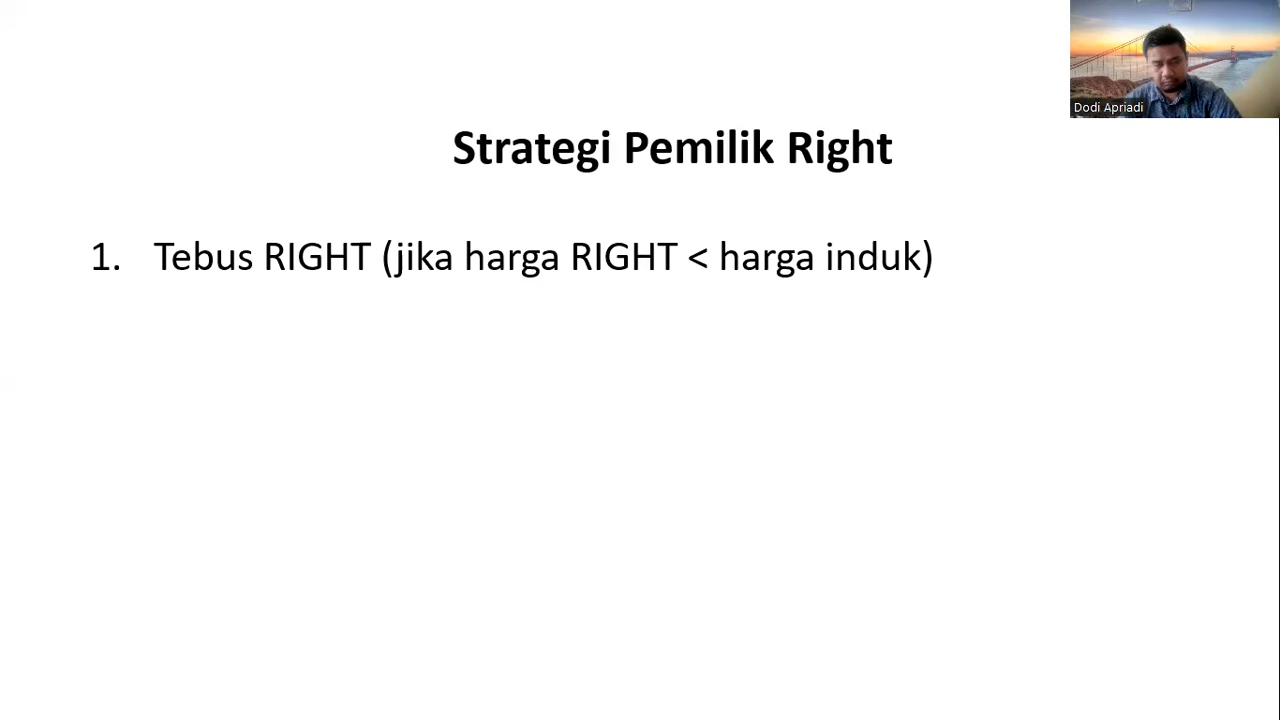 Dodi Apriadi
Strategi Pemilik Right
1. Tebus RIGHT (jika harga RIGHT < harga induk)